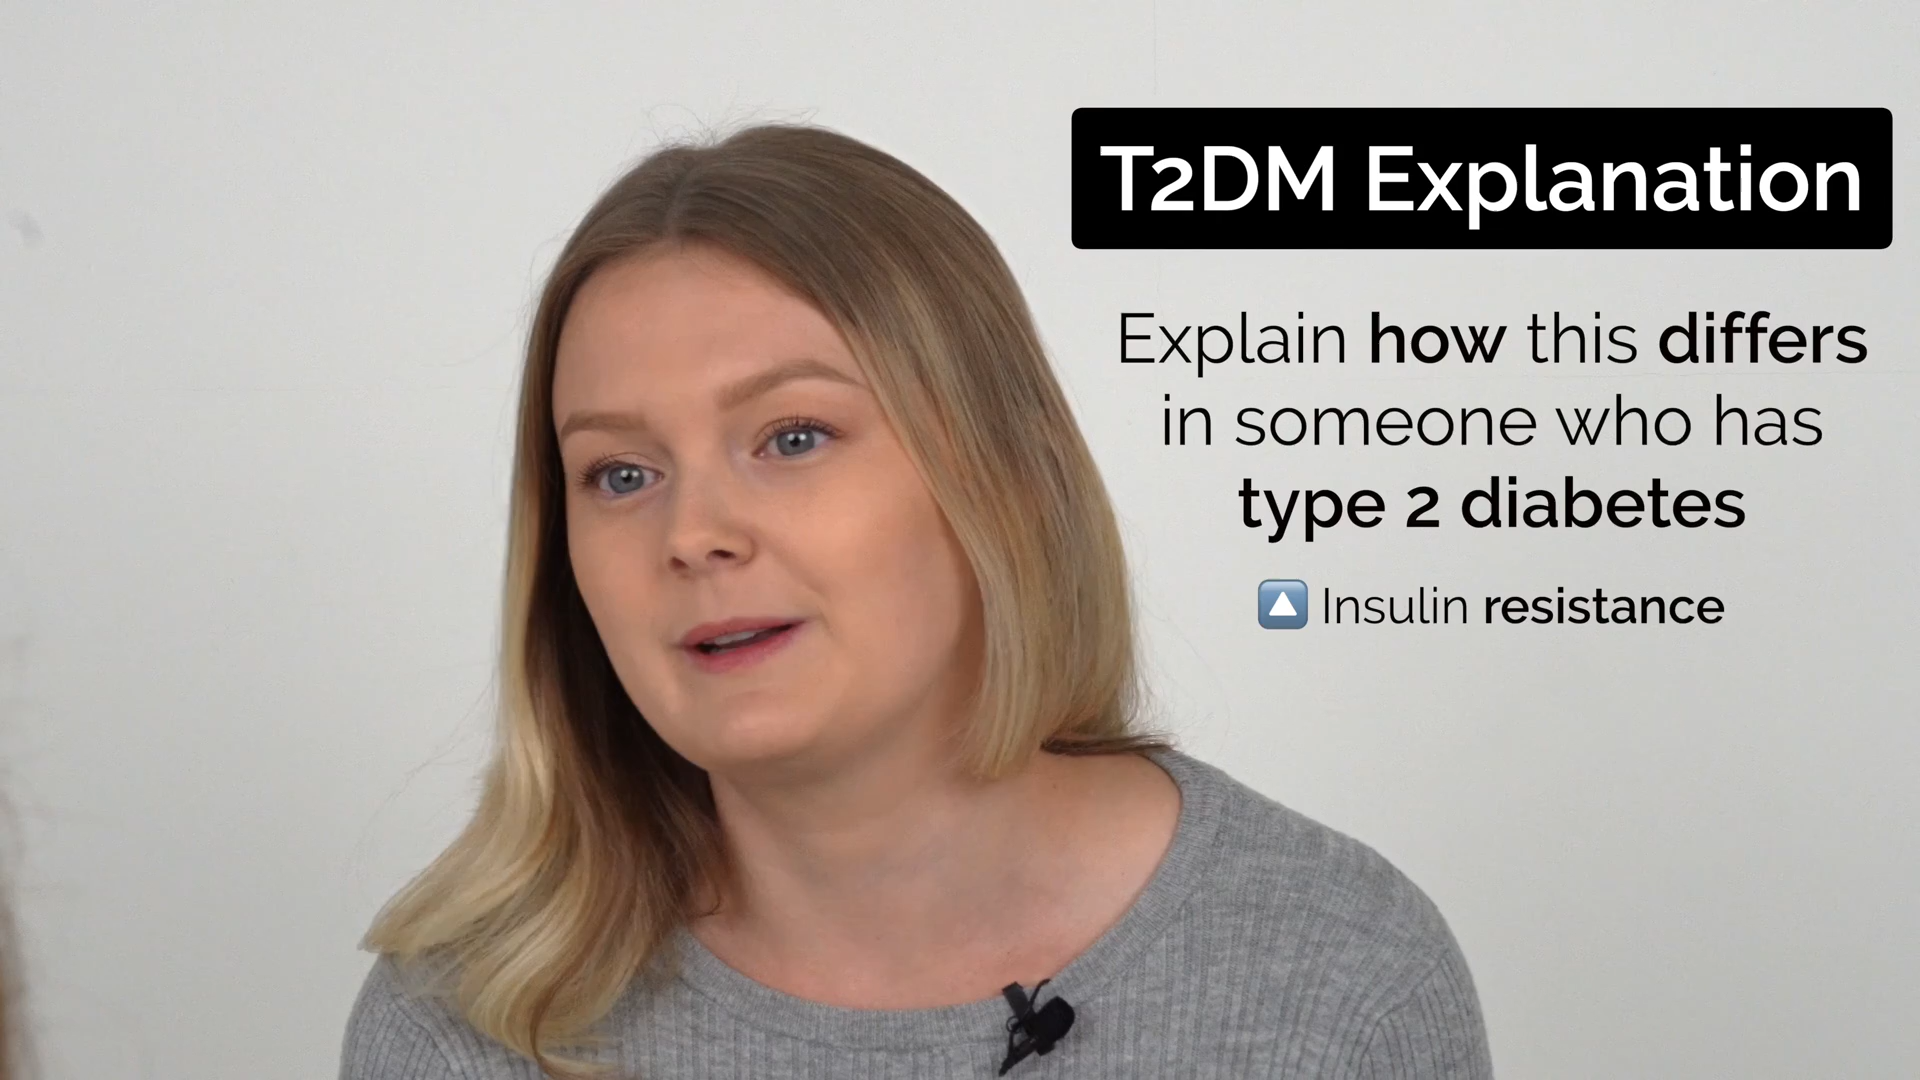 T2DM Explanation
Explain how this differs
in someone who has
type 2 diabetes
🔼 Insulin resistance